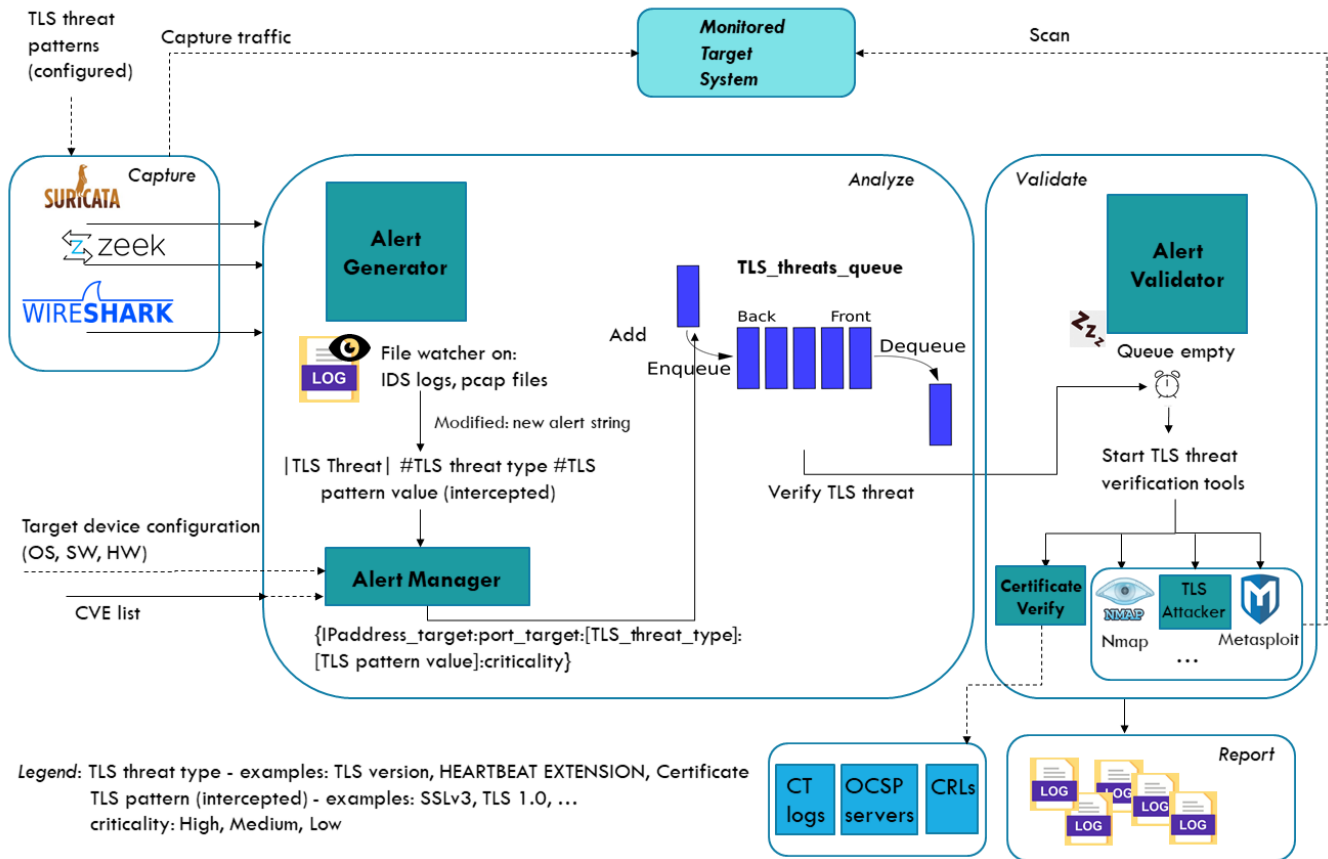 TLS threat
patterns
(configured)
Capture traffic
Monitored
Target
System
Scan
Capture
SURICATA
zeek
WIRESHARK
Analyze
Alert
Generator
LOG
File watcher on:
IDS logs, pcap files
Modified: new alert string
|TLS Threat| #TLS threat type #TLS
pattern value (intercepted)
Target device configuration
(OS, SW, HW)
CVE list
Alert Manager
{IPaddress_target:port_target:[TLS_threat_type]:
[TLS pattern value]:criticality}
TLS_threats_queue
Add
Enqueue
Back
Front
Dequeue
Verify TLS threat
Validate
Alert
Validator
Zzz
Queue empty
Start TLS threat
verification tools
Certificate
Verify
NMAP
Nmap
TLS
Attacker
Metasploit
...
CT
logs
OCSP
servers
CRLs
Report
LOG
LOG
LOG
LOG
LOG
LOG
Legend: TLS threat type - examples: TLS version, HEARTBEAT EXTENSION, Certificate
TLS pattern (intercepted) - examples: SSLv3, TLS 1.0, ...
criticality: High, Medium, Low